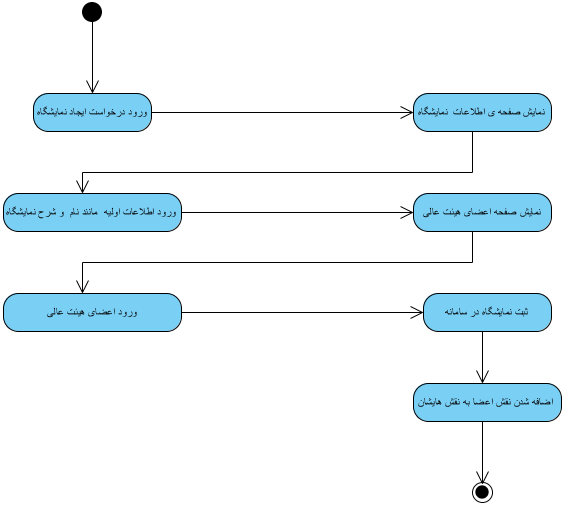 ورود درخواست ایجاد نمایشگاه
نمایش صفحه ی اطلاعات نمایشگاه
ورود اطلاعات اولیه مانند نام و شرح نمایشگاه
نمایش صفحه اعضای هیئت عالی
ورود اعضای هیئت عالی
ثبت نمایشگاه در سامانه
اضافه شدن نقش اعضا به نقش هایشان